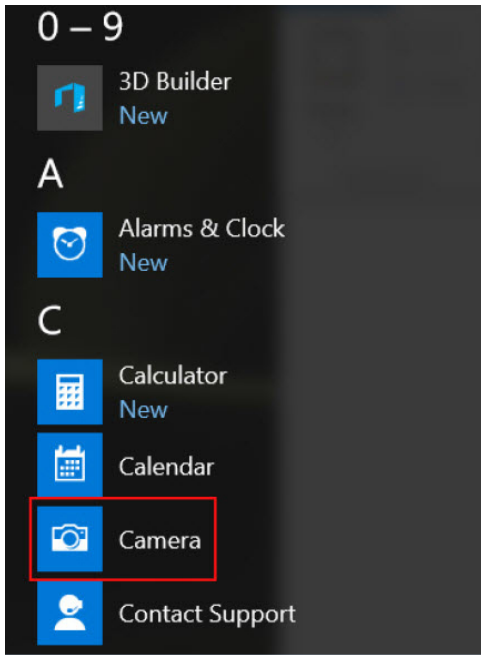 0 – 9
3D Builder
New
A
Alarms & Clock
New
C
Calculator
New
Calendar
Camera
Contact Support